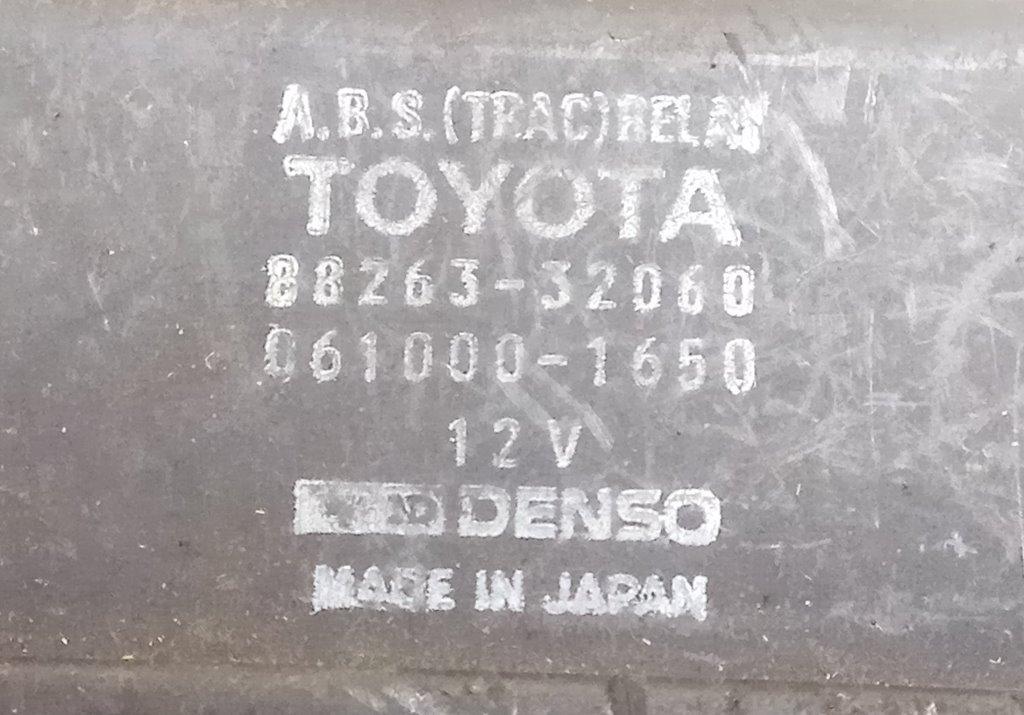 A.B.S.(TRAC)RELAY
TOYOTA
88263-32060
061000-1650
12V
DENSO
MADE IN JAPAN